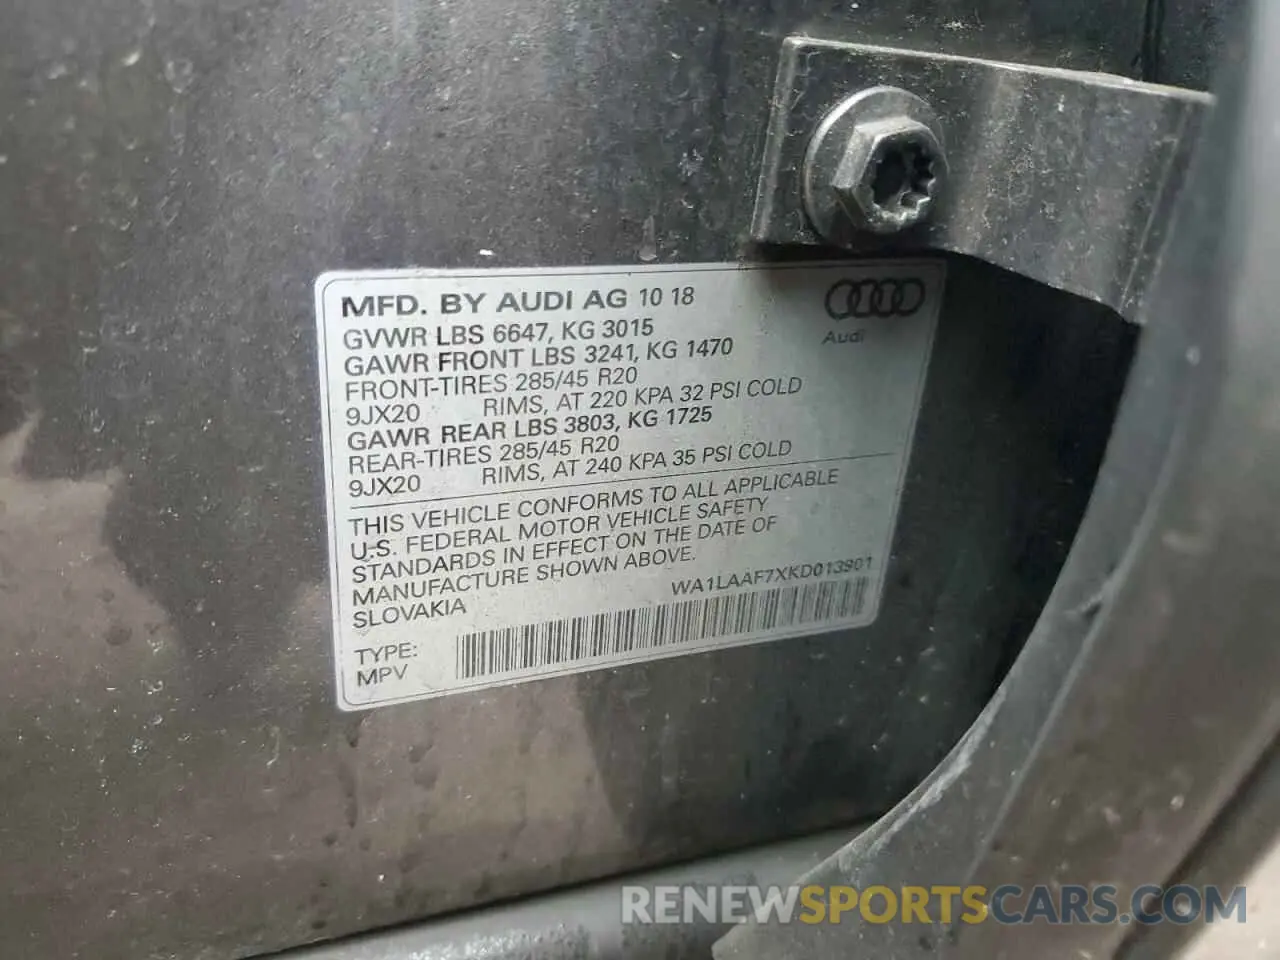 MFD. BY AUDI AG 10 18
Audi
GVWR LBS 6647, KG 3015
GAWR FRONT LBS 3241, KG 1470
FRONT-TIRES 285/45 R20
9JX20 RIMS, AT 220 KPA 32 PSI COLD
GAWR REAR LBS 3803, KG 1725
REAR-TIRES 285/45 R20
9JX20 RIMS, AT 240 KPA 35 PSI COLD
THIS VEHICLE CONFORMS TO ALL APPLICABLE
U.S. FEDERAL MOTOR VEHICLE SAFETY
STANDARDS IN EFFECT ON THE DATE OF
MANUFACTURE SHOWN ABOVE.
SLOVAKIA
WA1LAAF7XKD013901
TYPE:
MPV
RENEWSPORTSCARS.COM